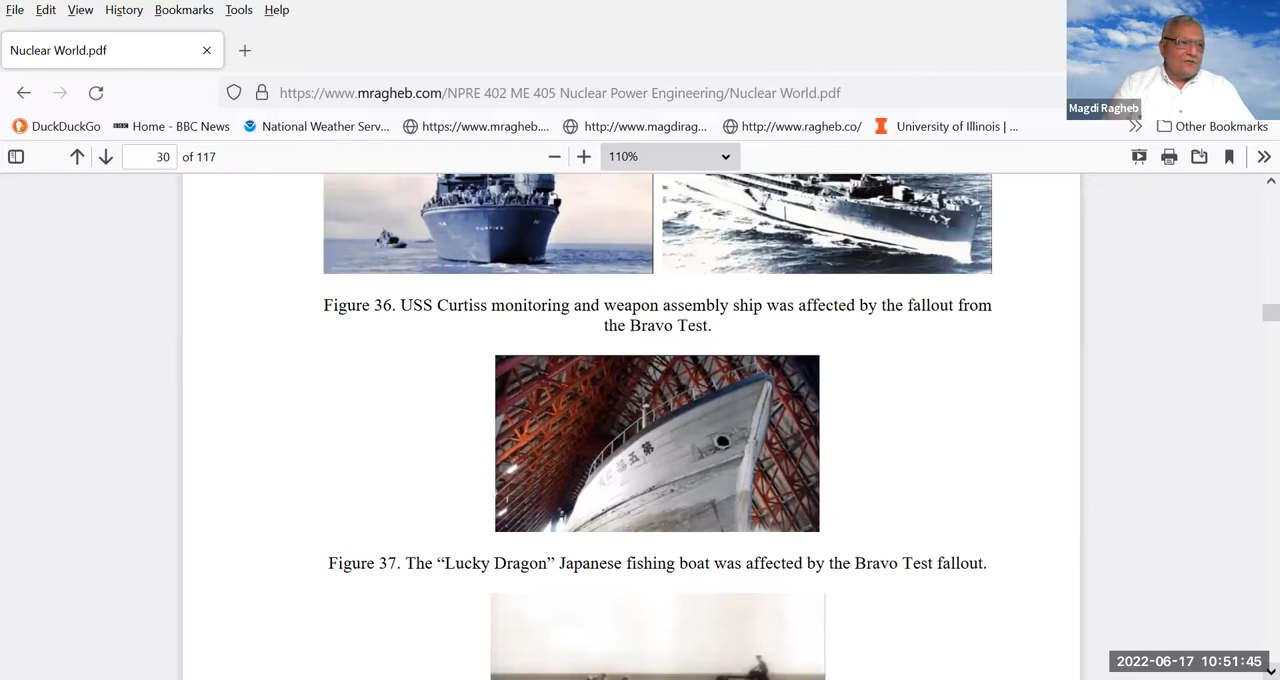 File Edit View History Bookmarks Tools Help
Nuclear World.pdf
https://www.mragheb.com/NPRE 402 ME 405 Nuclear Power Engineering/Nuclear World.pdf
Magdi Ragheb
DuckDuckGo BBC Home - BBC News National Weather Serv... https://www.mragheb.... http://www.magdirag... http://www.ragheb.co/ University of Illinois | ... Other Bookmarks
30 of 117 110%
CURTISS
Figure 36. USS Curtiss monitoring and weapon assembly ship was affected by the fallout from
the Bravo Test.
第五
Figure 37. The “Lucky Dragon” Japanese fishing boat was affected by the Bravo Test fallout.
2022-06-17 10:51:45